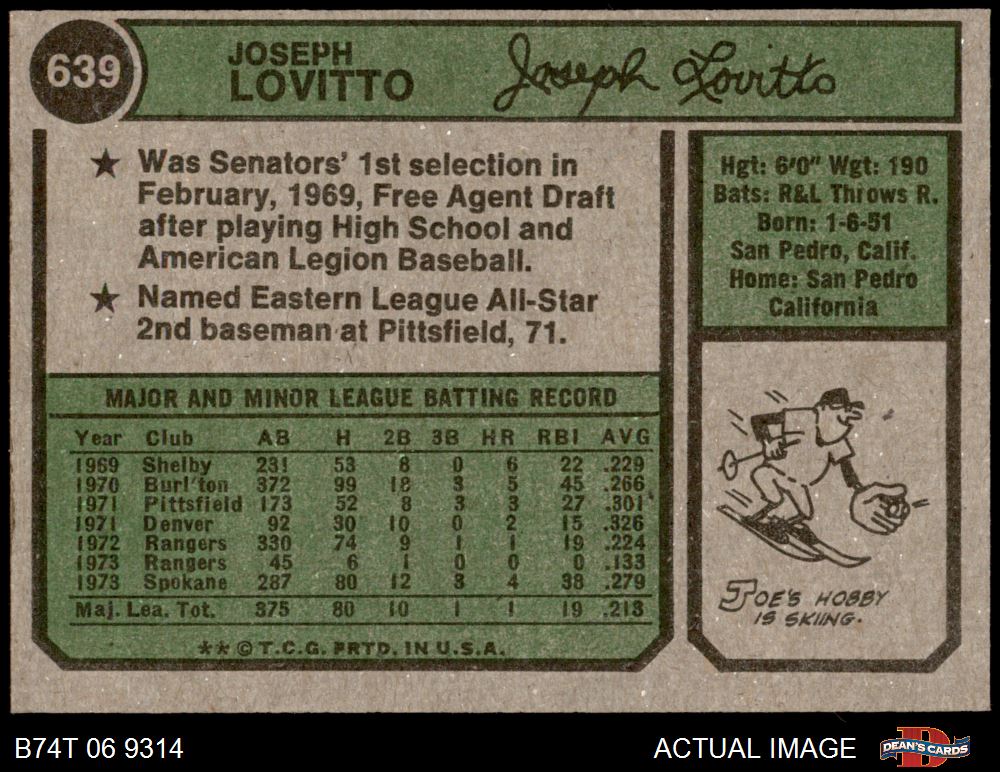 639
JOSEPH
LOVITTO
Joseph Lovitto
★ Was Senators' 1st selection in
February, 1969, Free Agent Draft
after playing High School and
American Legion Baseball.
★ Named Eastern League All-Star
2nd baseman at Pittsfield, 71.
Hgt: 6'0" Wgt: 190
Bats: R&L Throws R.
Born: 1-6-51
San Pedro, Calif.
Home: San Pedro
California
MAJOR AND MINOR LEAGUE BATTING RECORD
Year Club AB H 2B 3B HR RBI AVG
1969 Shelby 231 53 8 0 6 22 .229
1970 Burl'ton 372 99 18 3 5 45 .266
1971 Pittsfield 173 52 8 3 3 27 .301
1971 Denver 92 30 10 0 2 15 .326
1972 Rangers 330 74 9 1 1 19 .224
1973 Rangers 45 6 1 0 0 0 .133
1973 Spokane 287 80 12 3 4 38 .279
Maj. Lea. Tot. 375 80 10 1 1 19 .213
**© T.C.G. PRTD. IN U.S.A.
JOE'S HOBBY
IS SKIING.
B74T 06 9314
ACTUAL IMAGE
D
DEAN'S CARDS